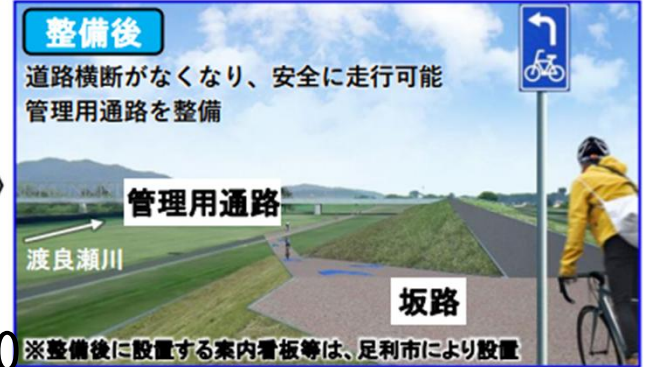 整備後
道路横断がなくなり、安全に走行可能
管理用通路を整備
管理用通路
渡良瀬川
坂路
※整備後に設置する案内看板等は、足利市により設置